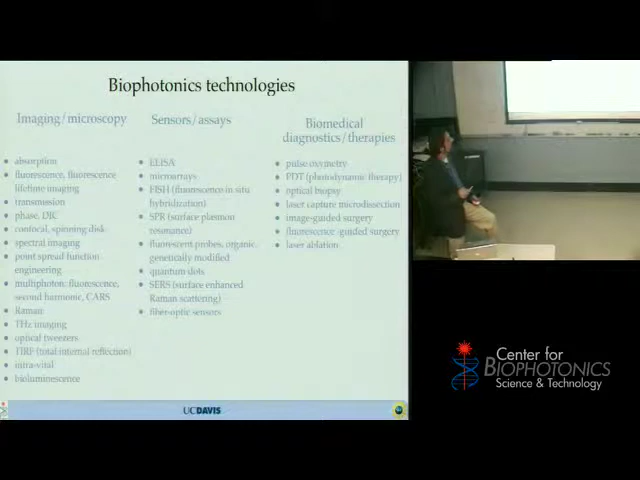 Biophotonics technologies
Imaging/microscopy
absorption
fluorescence, fluorescence
lifetime imaging
transmission
phase, DIC
confocal, spinning disk
spectral imaging
point spread function
engineering
multiphoton: fluorescence,
second harmonic, CARS
Raman
THz imaging
optical tweezers
TIRF (total internal reflection)
intra-vital
bioluminescence
Sensors/assays
ELISA
microarrays
FISH (fluorescence in situ
hybridization)
SPR (surface plasmon
resonance)
fluorescent probes, organic,
genetically modified
quantum dots
SERS (surface enhanced
Raman scattering)
fiber-optic sensors
Biomedical
diagnostics/therapies
pulse oxymetry
PDT (photodynamic therapy)
optical biopsy
laser capture microdissection
image-guided surgery
fluorescence-guided surgery
laser ablation
UCDAVIS
Center for
BIOPHOTONICS
Science & Technology